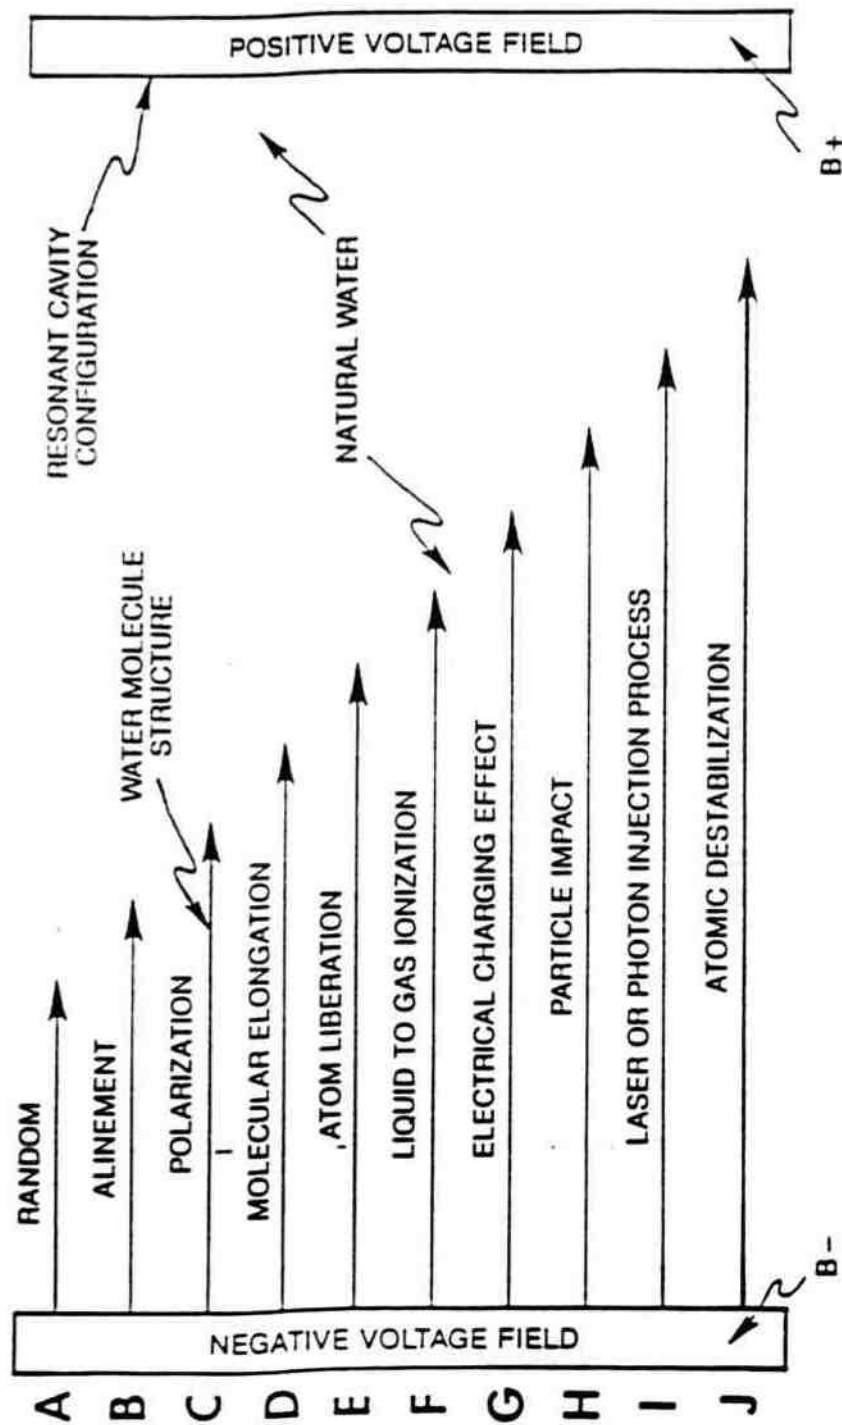 POSITIVE VOLTAGE FIELD
RESONANT CAVITY
CONFIGURATION
B+
NATURAL WATER
WATER MOLECULE
STRUCTURE
A
RANDOM
B
ALINEMENT
C
POLARIZATION
D
MOLECULAR ELONGATION
E
ATOM LIBERATION
F
LIQUID TO GAS IONIZATION
G
ELECTRICAL CHARGING EFFECT
H
PARTICLE IMPACT
I
LASER OR PHOTON INJECTION PROCESS
J
ATOMIC DESTABILIZATION
NEGATIVE VOLTAGE FIELD
B-